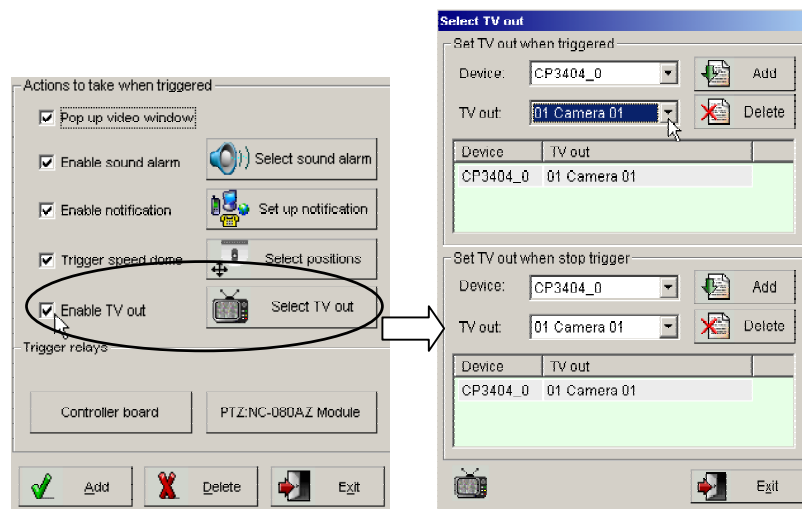 Actions to take when triggered
Pop up video window
Enable sound alarm
Select sound alarm
Enable notification
Set up notification
Trigger speed dome
Select positions
Enable TV out
Select TV out
Trigger relays
Controller board
PTZ:NC-080AZ Module
Add
Delete
Exit
Select TV out
Set TV out when triggered
Device: CP3404_0 Add
TV out: 01 Camera 01 Delete
Device TV out
CP3404_0 01 Camera 01
Set TV out when stop trigger
Device: CP3404_0 Add
TV out: 01 Camera 01 Delete
Device TV out
CP3404_0 01 Camera 01
Exit